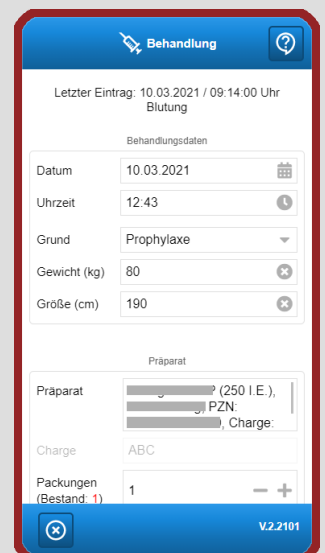 Behandlung
Letzter Eintrag: 10.03.2021 / 09:14:00 Uhr
Blutung
Behandlungsdaten
Datum 10.03.2021
Uhrzeit 12:43
Grund Prophylaxe
Gewicht (kg) 80
Größe (cm) 190
Präparat
Präparat (250 I.E.),
PZN:
, Charge:
Charge ABC
Packungen
(Bestand: 1) 1
V.2.2101